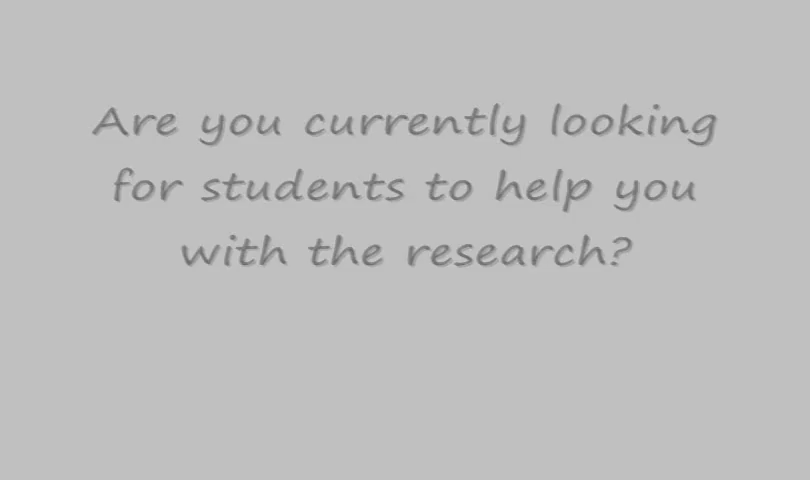 Are you currently looking
for students to help you
with the research?